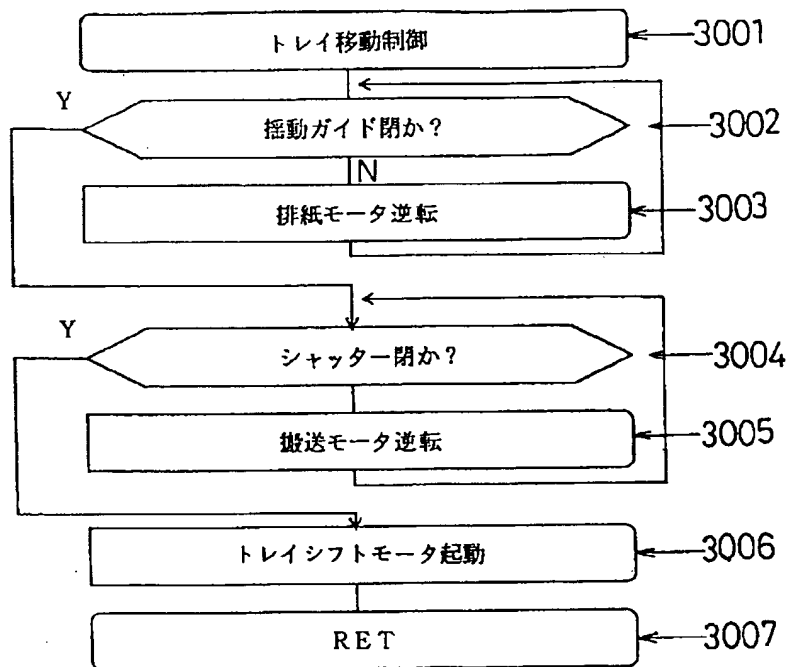 トレイ移動制御
3001
Y
揺動ガイド閉か？
3002
N
排紙モータ逆転
3003
Y
シャッター閉か？
3004
搬送モータ逆転
3005
トレイシフトモータ起動
3006
RET
3007